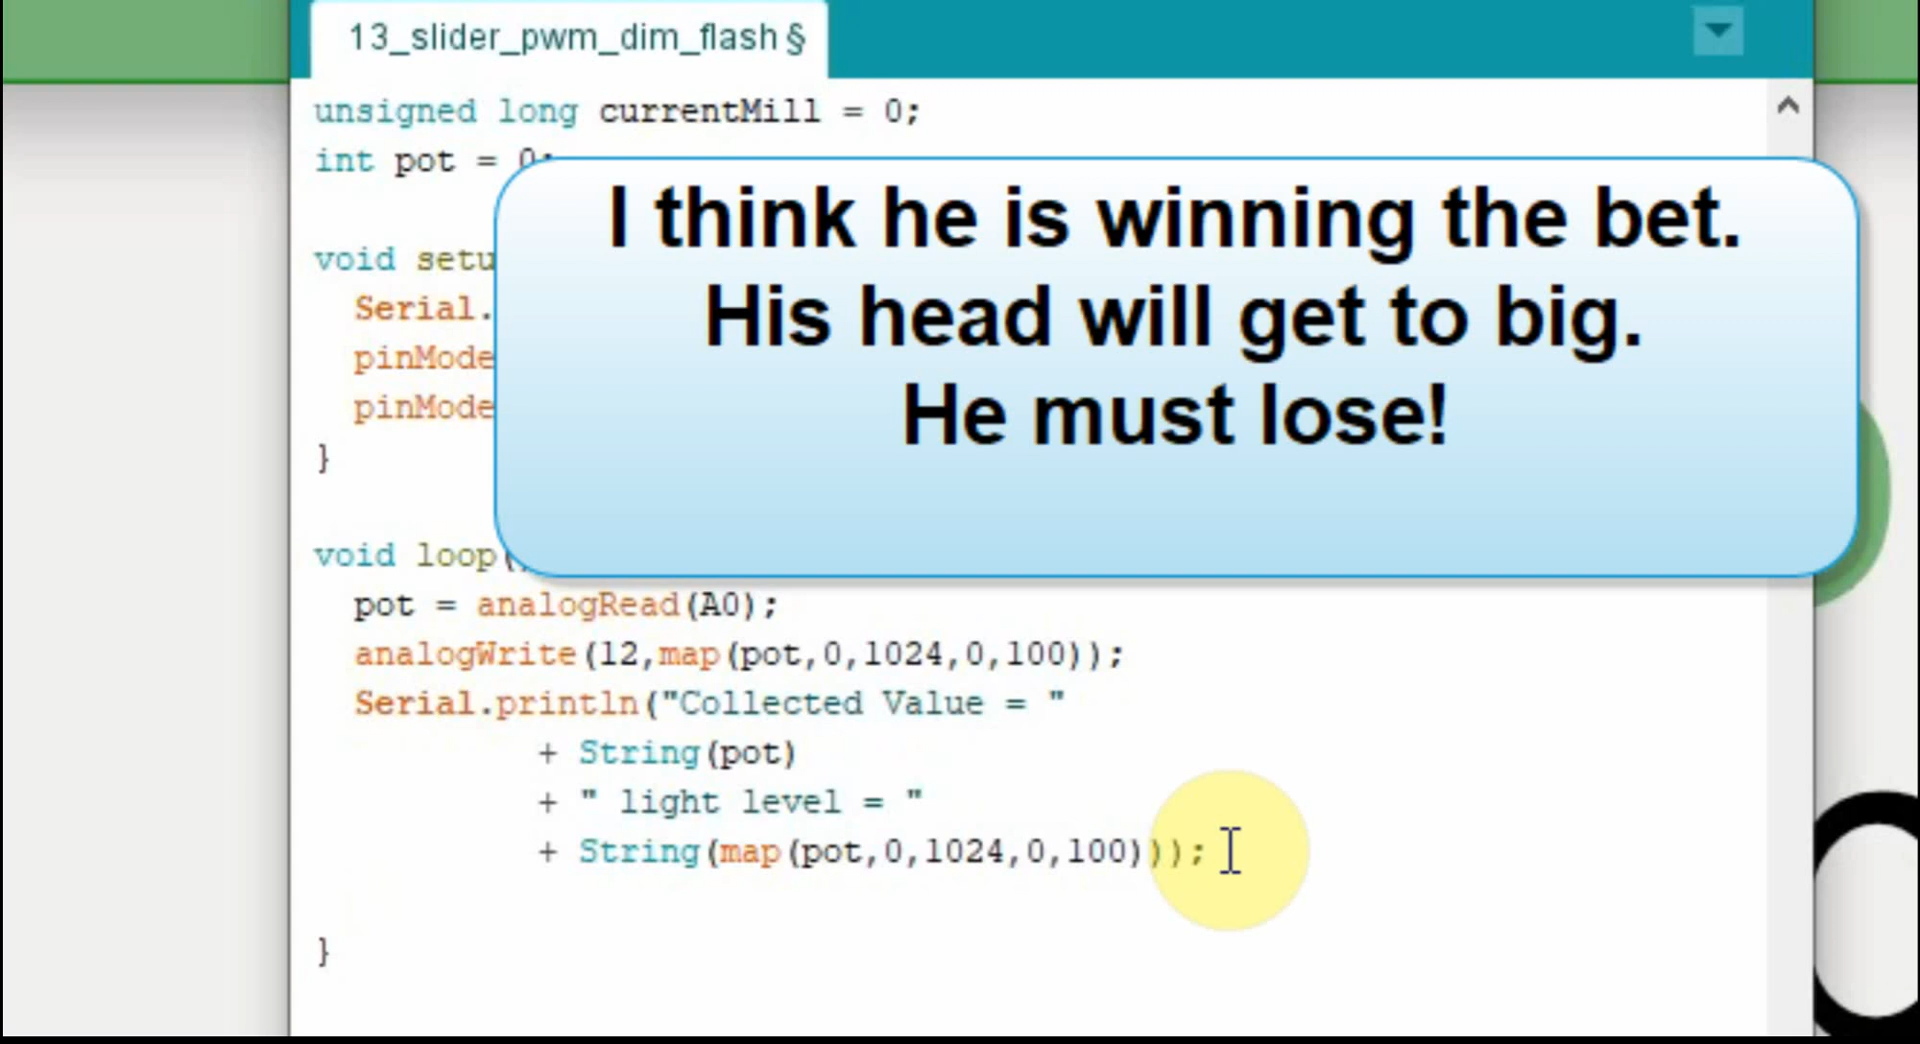 13_slider_pwm_dim_flash §
unsigned long currentMill = 0;
int pot = 0;
I think he is winning the bet.
His head will get to big.
He must lose!
void setu
Serial.
pinMode
pinMode
}
void loop(
pot = analogRead(A0);
analogWrite(12,map(pot,0,1024,0,100));
Serial.println("Collected Value = "
+ String(pot)
+ " light level = "
+ String(map(pot,0,1024,0,100)));
}